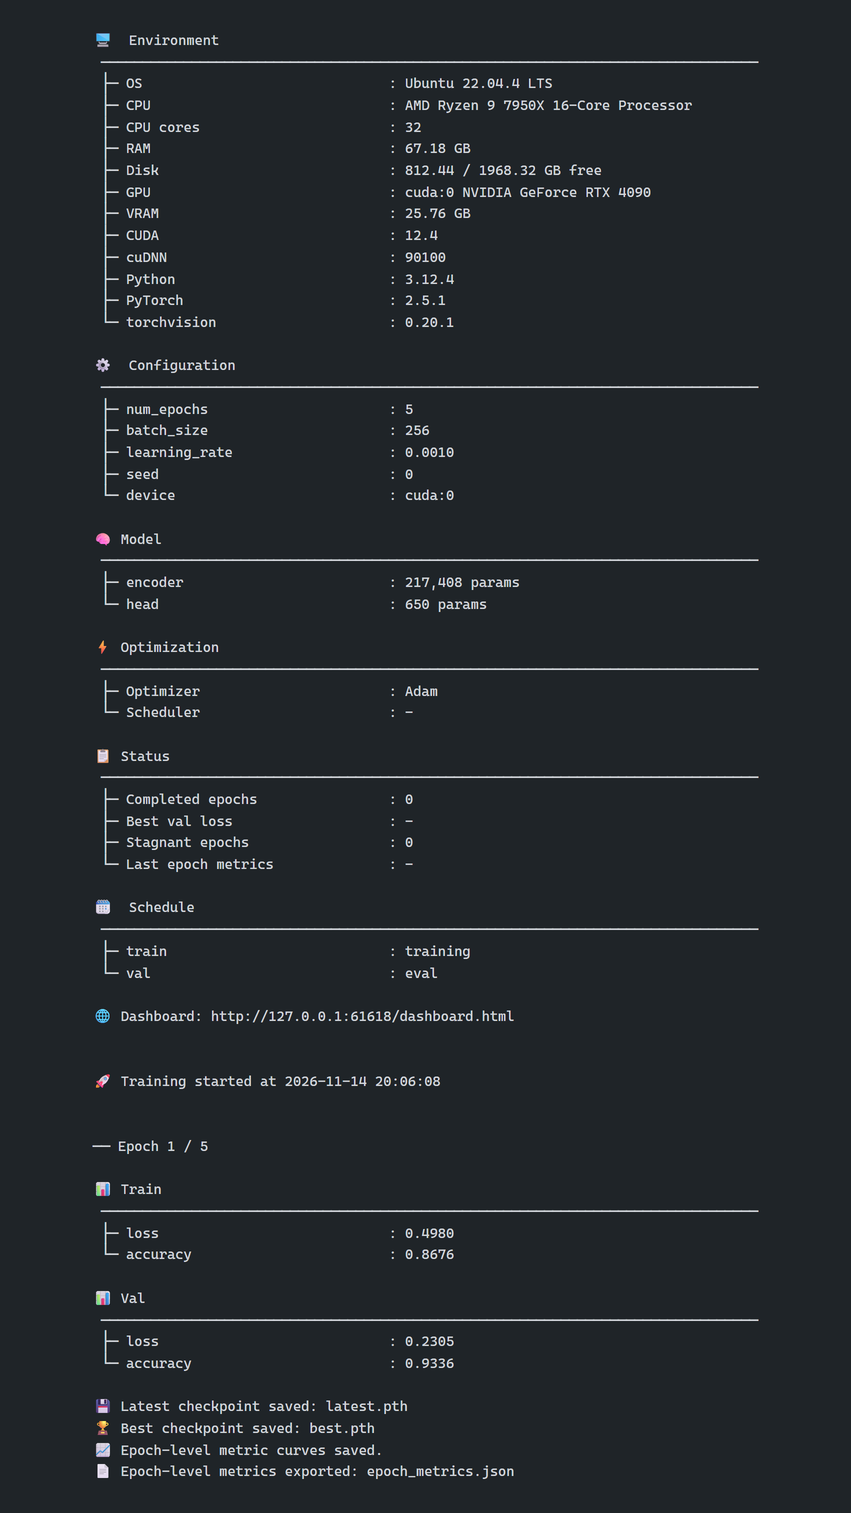 🖥️ Environment
├─ OS : Ubuntu 22.04.4 LTS
├─ CPU : AMD Ryzen 9 7950X 16-Core Processor
├─ CPU cores : 32
├─ RAM : 67.18 GB
├─ Disk : 812.44 / 1968.32 GB free
├─ GPU : cuda:0 NVIDIA GeForce RTX 4090
├─ VRAM : 25.76 GB
├─ CUDA : 12.4
├─ cuDNN : 90100
├─ Python : 3.12.4
├─ PyTorch : 2.5.1
└─ torchvision : 0.20.1
⚙️ Configuration
├─ num_epochs : 5
├─ batch_size : 256
├─ learning_rate : 0.0010
├─ seed : 0
└─ device : cuda:0
🧠 Model
├─ encoder : 217,408 params
└─ head : 650 params
⚡ Optimization
├─ Optimizer : Adam
└─ Scheduler : -
📋 Status
├─ Completed epochs : 0
├─ Best val loss : -
├─ Stagnant epochs : 0
└─ Last epoch metrics : -
🗓️ Schedule
├─ train : training
└─ val : eval
🌐 Dashboard: http://127.0.0.1:61618/dashboard.html
🚀 Training started at 2026-11-14 20:06:08
── Epoch 1 / 5
📊 Train
├─ loss : 0.4980
└─ accuracy : 0.8676
📊 Val
├─ loss : 0.2305
└─ accuracy : 0.9336
💾 Latest checkpoint saved: latest.pth
🏆 Best checkpoint saved: best.pth
📈 Epoch-level metric curves saved.
📄 Epoch-level metrics exported: epoch_metrics.json